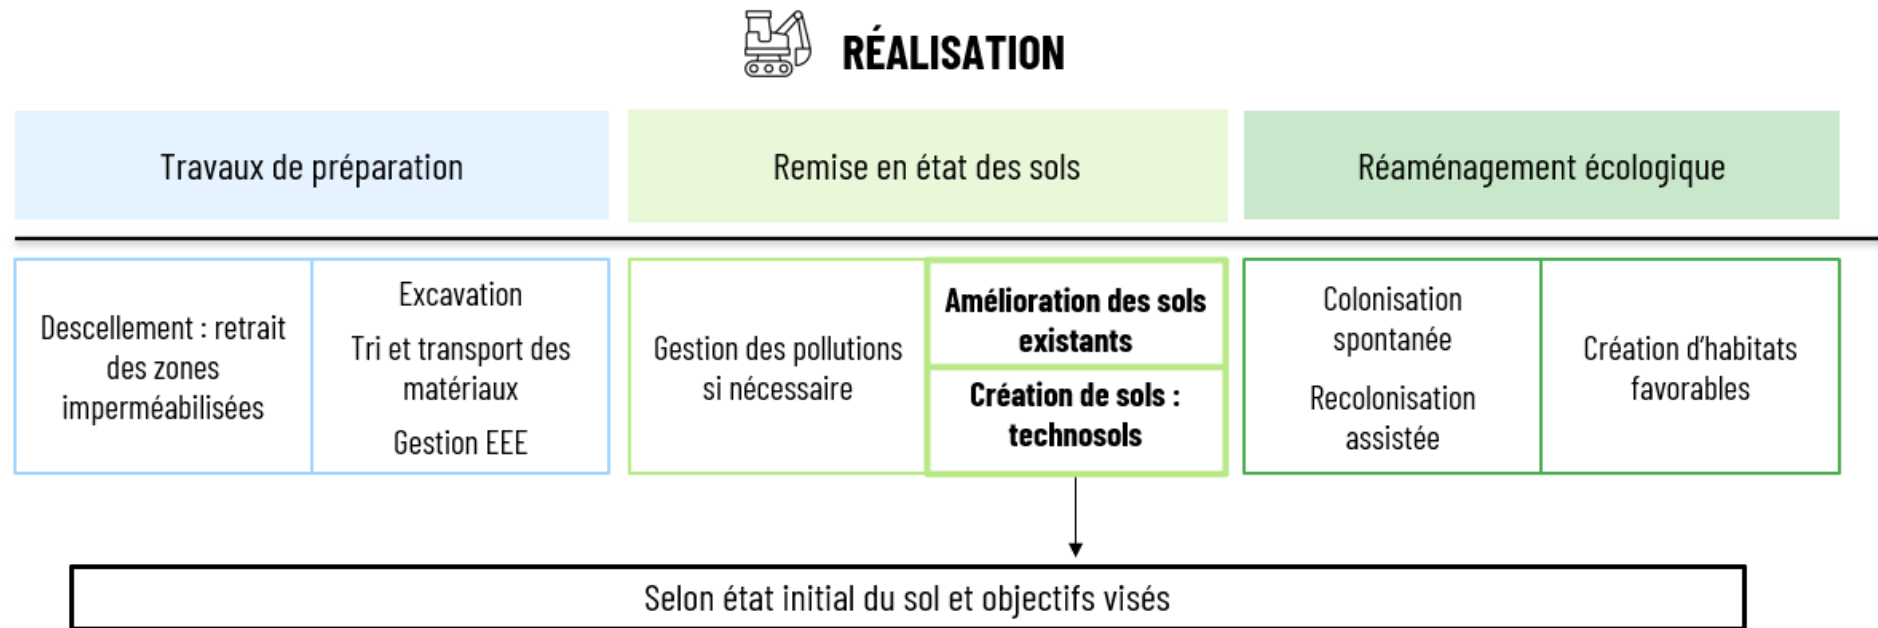 RÉALISATION
Travaux de préparation
Remise en état des sols
Réaménagement écologique
Descellement : retrait
des zones
imperméabilisées
Excavation
Tri et transport des
matériaux
Gestion EEE
Gestion des pollutions
si nécessaire
Amélioration des sols
existants
Création de sols :
technosols
Colonisation
spontanée
Recolonisation
assistée
Création d’habitats
favorables
Selon état initial du sol et objectifs visés